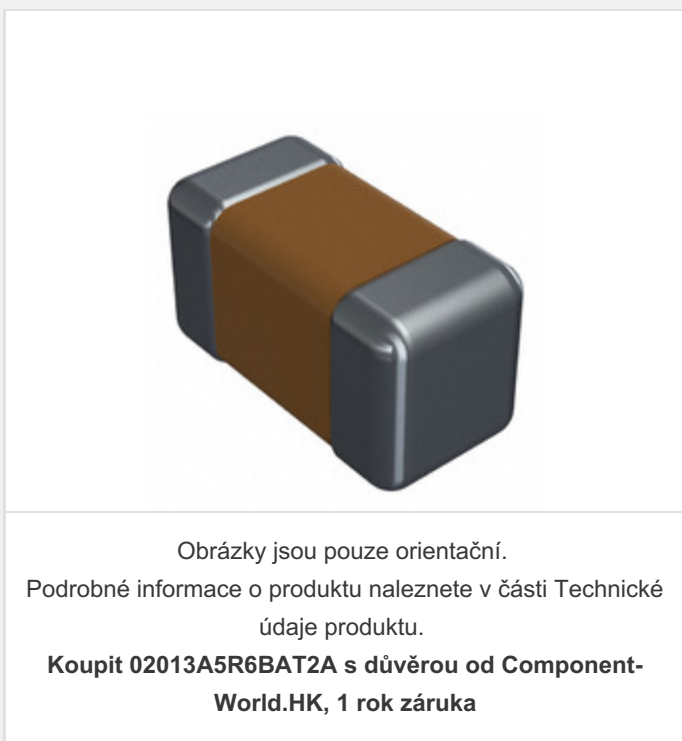 Obrázky jsou pouze orientační.
Podrobné informace o produktu naleznete v části Technické
údaje produktu.
Koupit 02013A5R6BAT2A s důvěrou od Component-
World.HK, 1 rok záruka